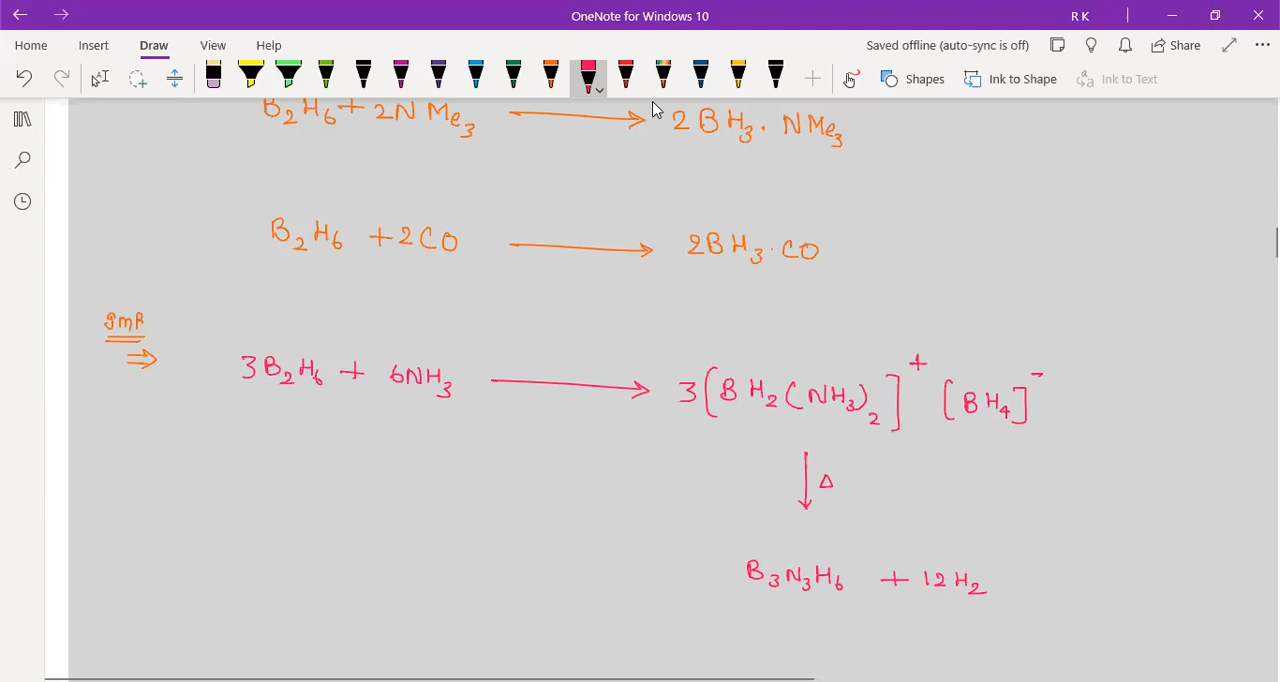 OneNote for Windows 10
R K
Home Insert Draw View Help
Saved offline (auto-sync is off)
Share
Shapes
Ink to Shape
Ink to Text
B₂H₆ + 2NMe₃ ⟶ 2BH₃·NMe₃
B₂H₆ + 2CO ⟶ 2BH₃·CO
Imp
⇒
3B₂H₆ + 6NH₃ ⟶ 3[BH₂(NH₃)₂]⁺ [BH₄]⁻
↓ Δ
B₃N₃H₆ + 12H₂